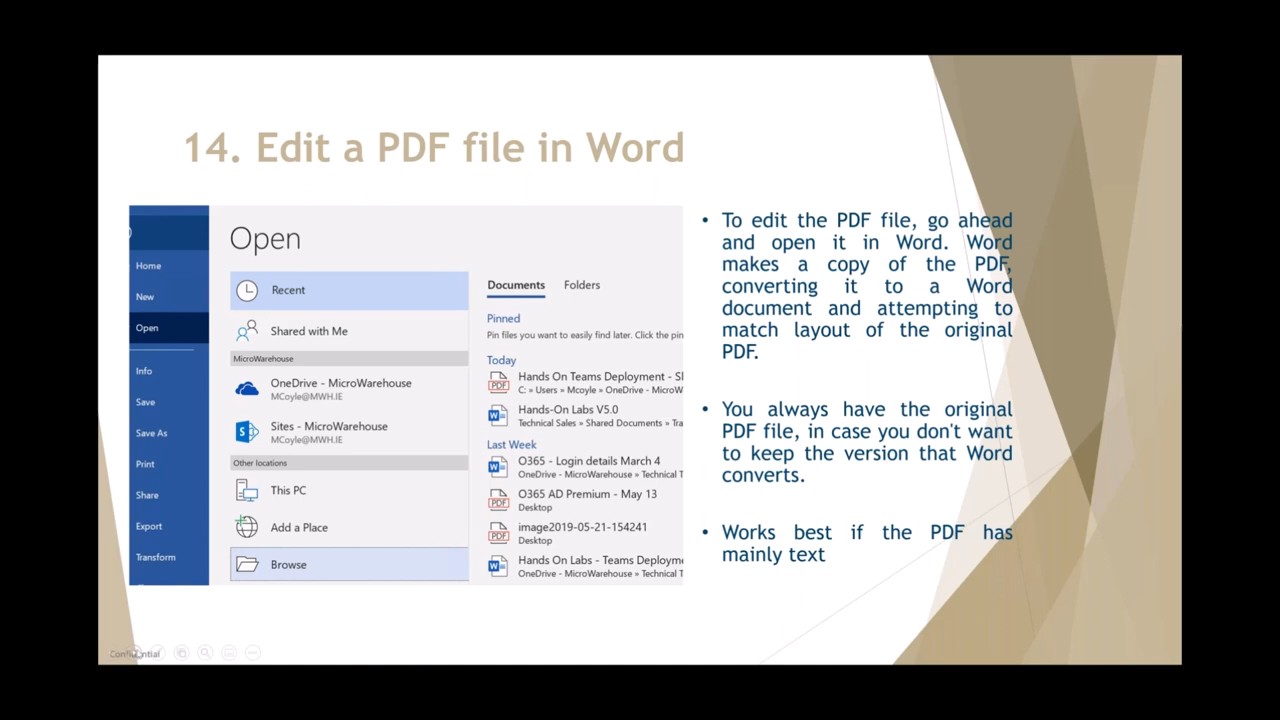 14. Edit a PDF file in Word
Open
Home
New
Open
Info
Save
Save As
Print
Share
Export
Transform
Recent
Shared with Me
MicroWarehouse
OneDrive - MicroWarehouse
MCoyle@MWH.IE
Sites - MicroWarehouse
MCoyle@MWH.IE
Other locations
This PC
Add a Place
Browse
Documents Folders
Pinned
Pin files you want to easily find later. Click the pin
Today
Hands On Teams Deployment - Sl
C: » Users » Mcoyle » OneDrive - MicroW
Hands-On Labs V5.0
Technical Sales » Shared Documents » Tra
Last Week
O365 - Login details March 4
OneDrive - MicroWarehouse » Technical T
O365 AD Premium - May 13
Desktop
image2019-05-21-154241
Desktop
Hands On Labs - Teams Deployme
OneDrive - MicroWarehouse » Technical T
• To edit the PDF file, go ahead
and open it in Word. Word
makes a copy of the PDF,
converting it to a Word
document and attempting to
match layout of the original
PDF.
• You always have the original
PDF file, in case you don't want
to keep the version that Word
converts.
• Works best if the PDF has
mainly text
Confidential